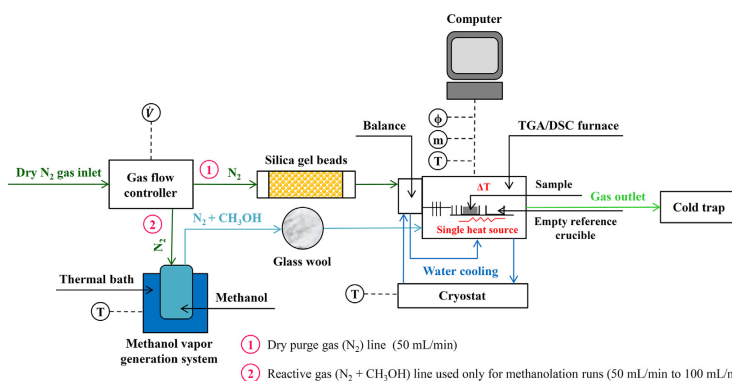 Computer
V̇
ϕ
m
T
Balance
TGA/DSC furnace
Silica gel beads
Dry N₂ gas inlet
Gas flow
controller
1
N₂
ΔT
Sample
Gas outlet
Cold trap
2
N₂
N₂ + CH₃OH
Single heat source
Empty reference
crucible
Glass wool
Water cooling
Thermal bath
T
Methanol
T
Cryostat
Methanol vapor
generation system
1 Dry purge gas (N₂) line (50 mL/min)
2 Reactive gas (N₂ + CH₃OH) line used only for methanolation runs (50 mL/min to 100 mL/